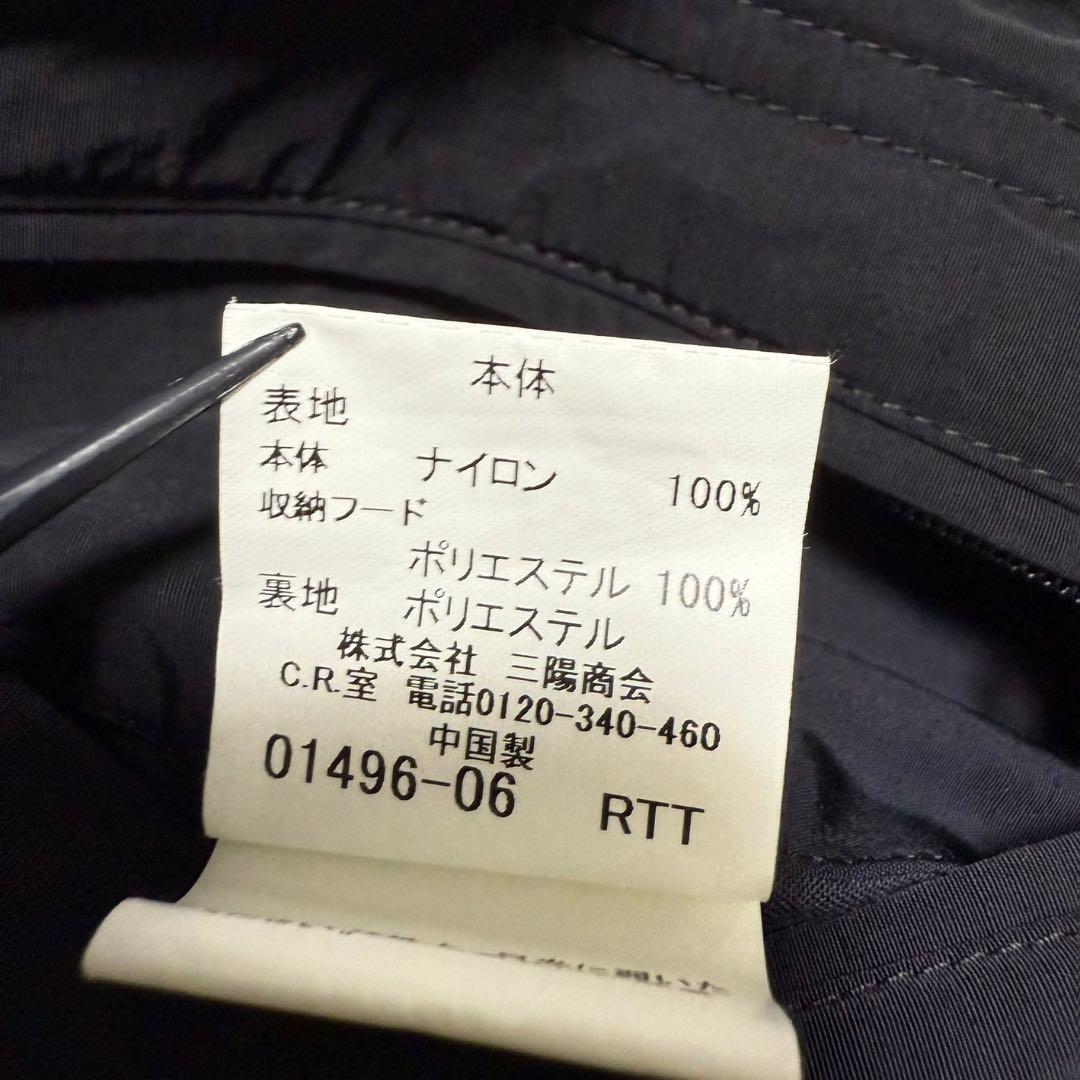 本体
表地
本体 ナイロン 100%
収納フード
ポリエステル 100%
裏地 ポリエステル
株式会社 三陽商会
C.R.室 電話0120-340-460
中国製
01496-06 RTT